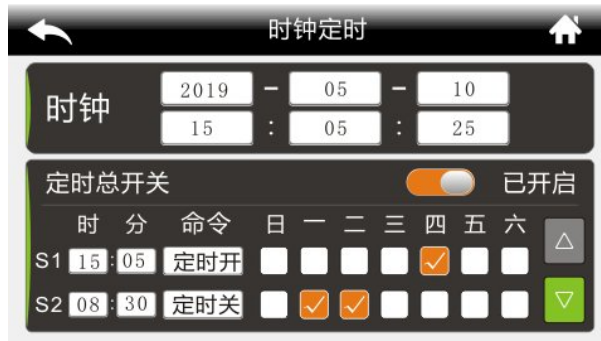 时钟定时
时钟 2019 - 05 - 10
15 : 05 : 25
定时总开关 已开启
时 分 命令 日 一 二 三 四 五 六
S1 15:05 定时开
S2 08:30 定时关